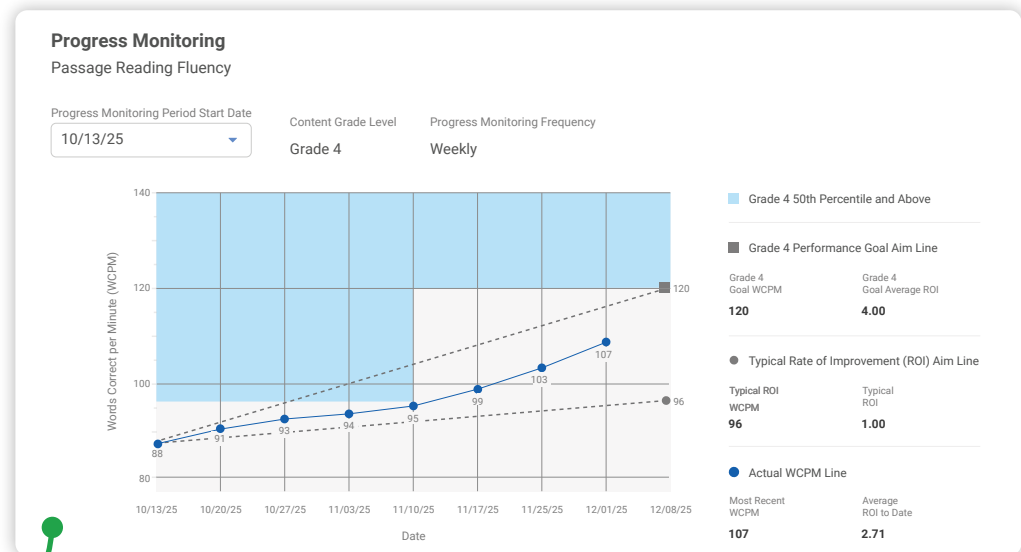 Progress Monitoring
Passage Reading Fluency
Progress Monitoring Period Start Date
10/13/25
Content Grade Level
Grade 4
Progress Monitoring Frequency
Weekly
Words Correct per Minute (WCPM)
140
120
100
80
88
91
93
94
95
99
103
107
120
96
10/13/25 10/20/25 10/27/25 11/03/25 11/10/25 11/17/25 11/25/25 12/01/25 12/08/25
Date
Grade 4 50th Percentile and Above
Grade 4 Performance Goal Aim Line
Grade 4
Goal WCPM
120
Grade 4
Goal Average ROI
4.00
Typical Rate of Improvement (ROI) Aim Line
Typical ROI
WCPM
96
Typical
ROI
1.00
Actual WCPM Line
Most Recent
WCPM
107
Average
ROI to Date
2.71